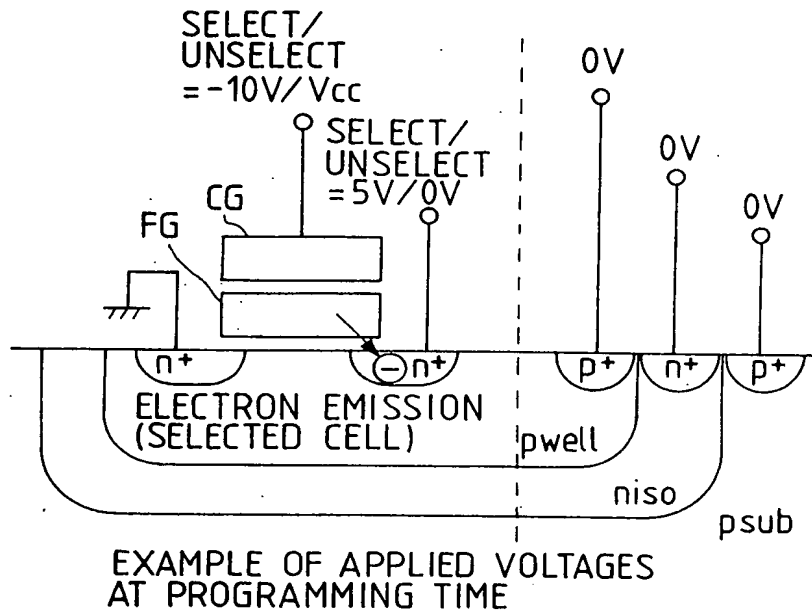 SELECT/
UNSELECT
=-10V/Vcc
SELECT/
UNSELECT
=5V/0V
0V
0V
0V
CG
FG
n+
- n+
p+
n+
p+
ELECTRON EMISSION
(SELECTED CELL)
pwell
niso
psub
EXAMPLE OF APPLIED VOLTAGES
AT PROGRAMMING TIME